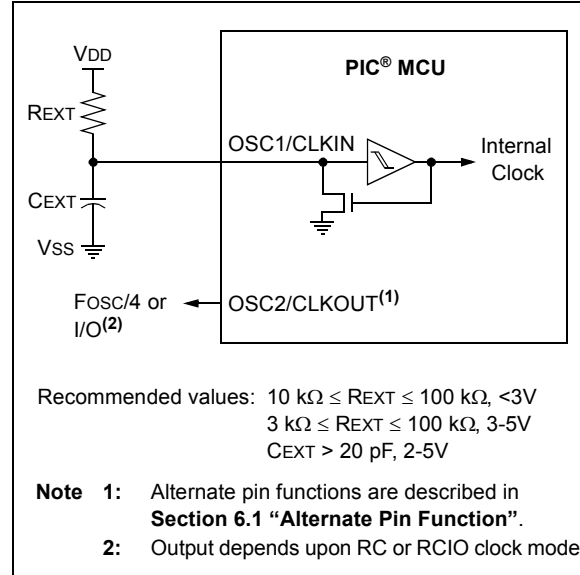 VDD
PIC® MCU
REXT
OSC1/CLKIN
Internal
Clock
CEXT
VSS
FOSC/4 or
I/O(2)
OSC2/CLKOUT(1)
Recommended values: 10 kΩ ≤ REXT ≤ 100 kΩ, <3V
3 kΩ ≤ REXT ≤ 100 kΩ, 3-5V
CEXT > 20 pF, 2-5V
Note 1: Alternate pin functions are described in
Section 6.1 “Alternate Pin Function”.
2: Output depends upon RC or RCIO clock mode